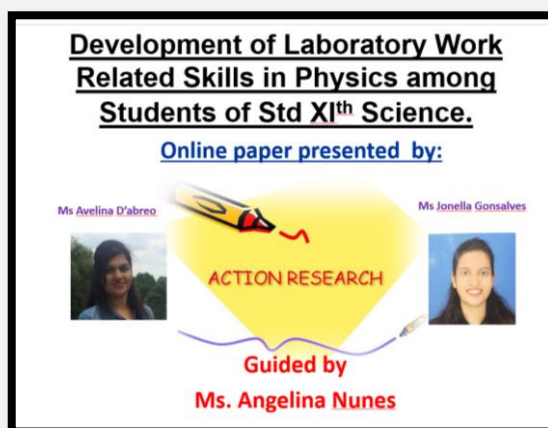 Development of Laboratory Work
Related Skills in Physics among
Students of Std XIth Science.
Online paper presented by:
Ms Avelina D'abreo
Ms Jonella Gonsalves
ACTION RESEARCH
Guided by
Ms. Angelina Nunes